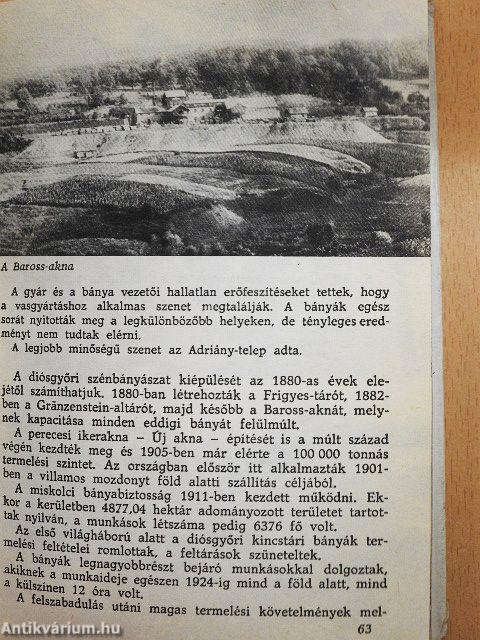 A Baross-akna
A gyár és a bánya vezetői hallatlan erőfeszítéseket tettek, hogy
a vasgyártáshoz alkalmas szenet megtalálják. A bányák egész
sorát nyitották meg a legkülönbözőbb helyeken, de tényleges ered-
ményt nem tudtak elérni.
A legjobb minőségű szenet az Adriány-telep adta.
A diósgyőri szénbányászat kiépülését az 1880-as évek ele-
jétől számíthatjuk. 1880-ban létrehozták a Frigyes-tárót, 1882-
ben a Gränzenstein-altárót, majd később a Baross-aknát, mely-
nek kapacitása minden eddigi bányát felülmúlt.
A perecesi ikerakna – Új akna – építését is a múlt század
végén kezdték meg és 1905-ben már elérte a 100 000 tonnás
termelési szintet. Az országban először itt alkalmazták 1901-
ben a villamos mozdonyt föld alatti szállítás céljából.
A miskolci bányabiztosság 1911-ben kezdett működni. Ek-
kor a kerületben 4877,04 hektár adományozott területet tartot-
tak nyilván, a munkások létszáma pedig 6376 fő volt.
Az első világháború alatt a diósgyőri kincstári bányák ter-
melési feltételei romlottak, a feltárások szüneteltek.
A bányák legnagyobbrészt bejáró munkásokkal dolgoztak,
akiknek a munkaideje egészen 1924-ig mind a föld alatt, mind
a külszínen 12 óra volt.
A felszabadulás utáni magas termelési követelmények mel-
63
Antikvárium.hu